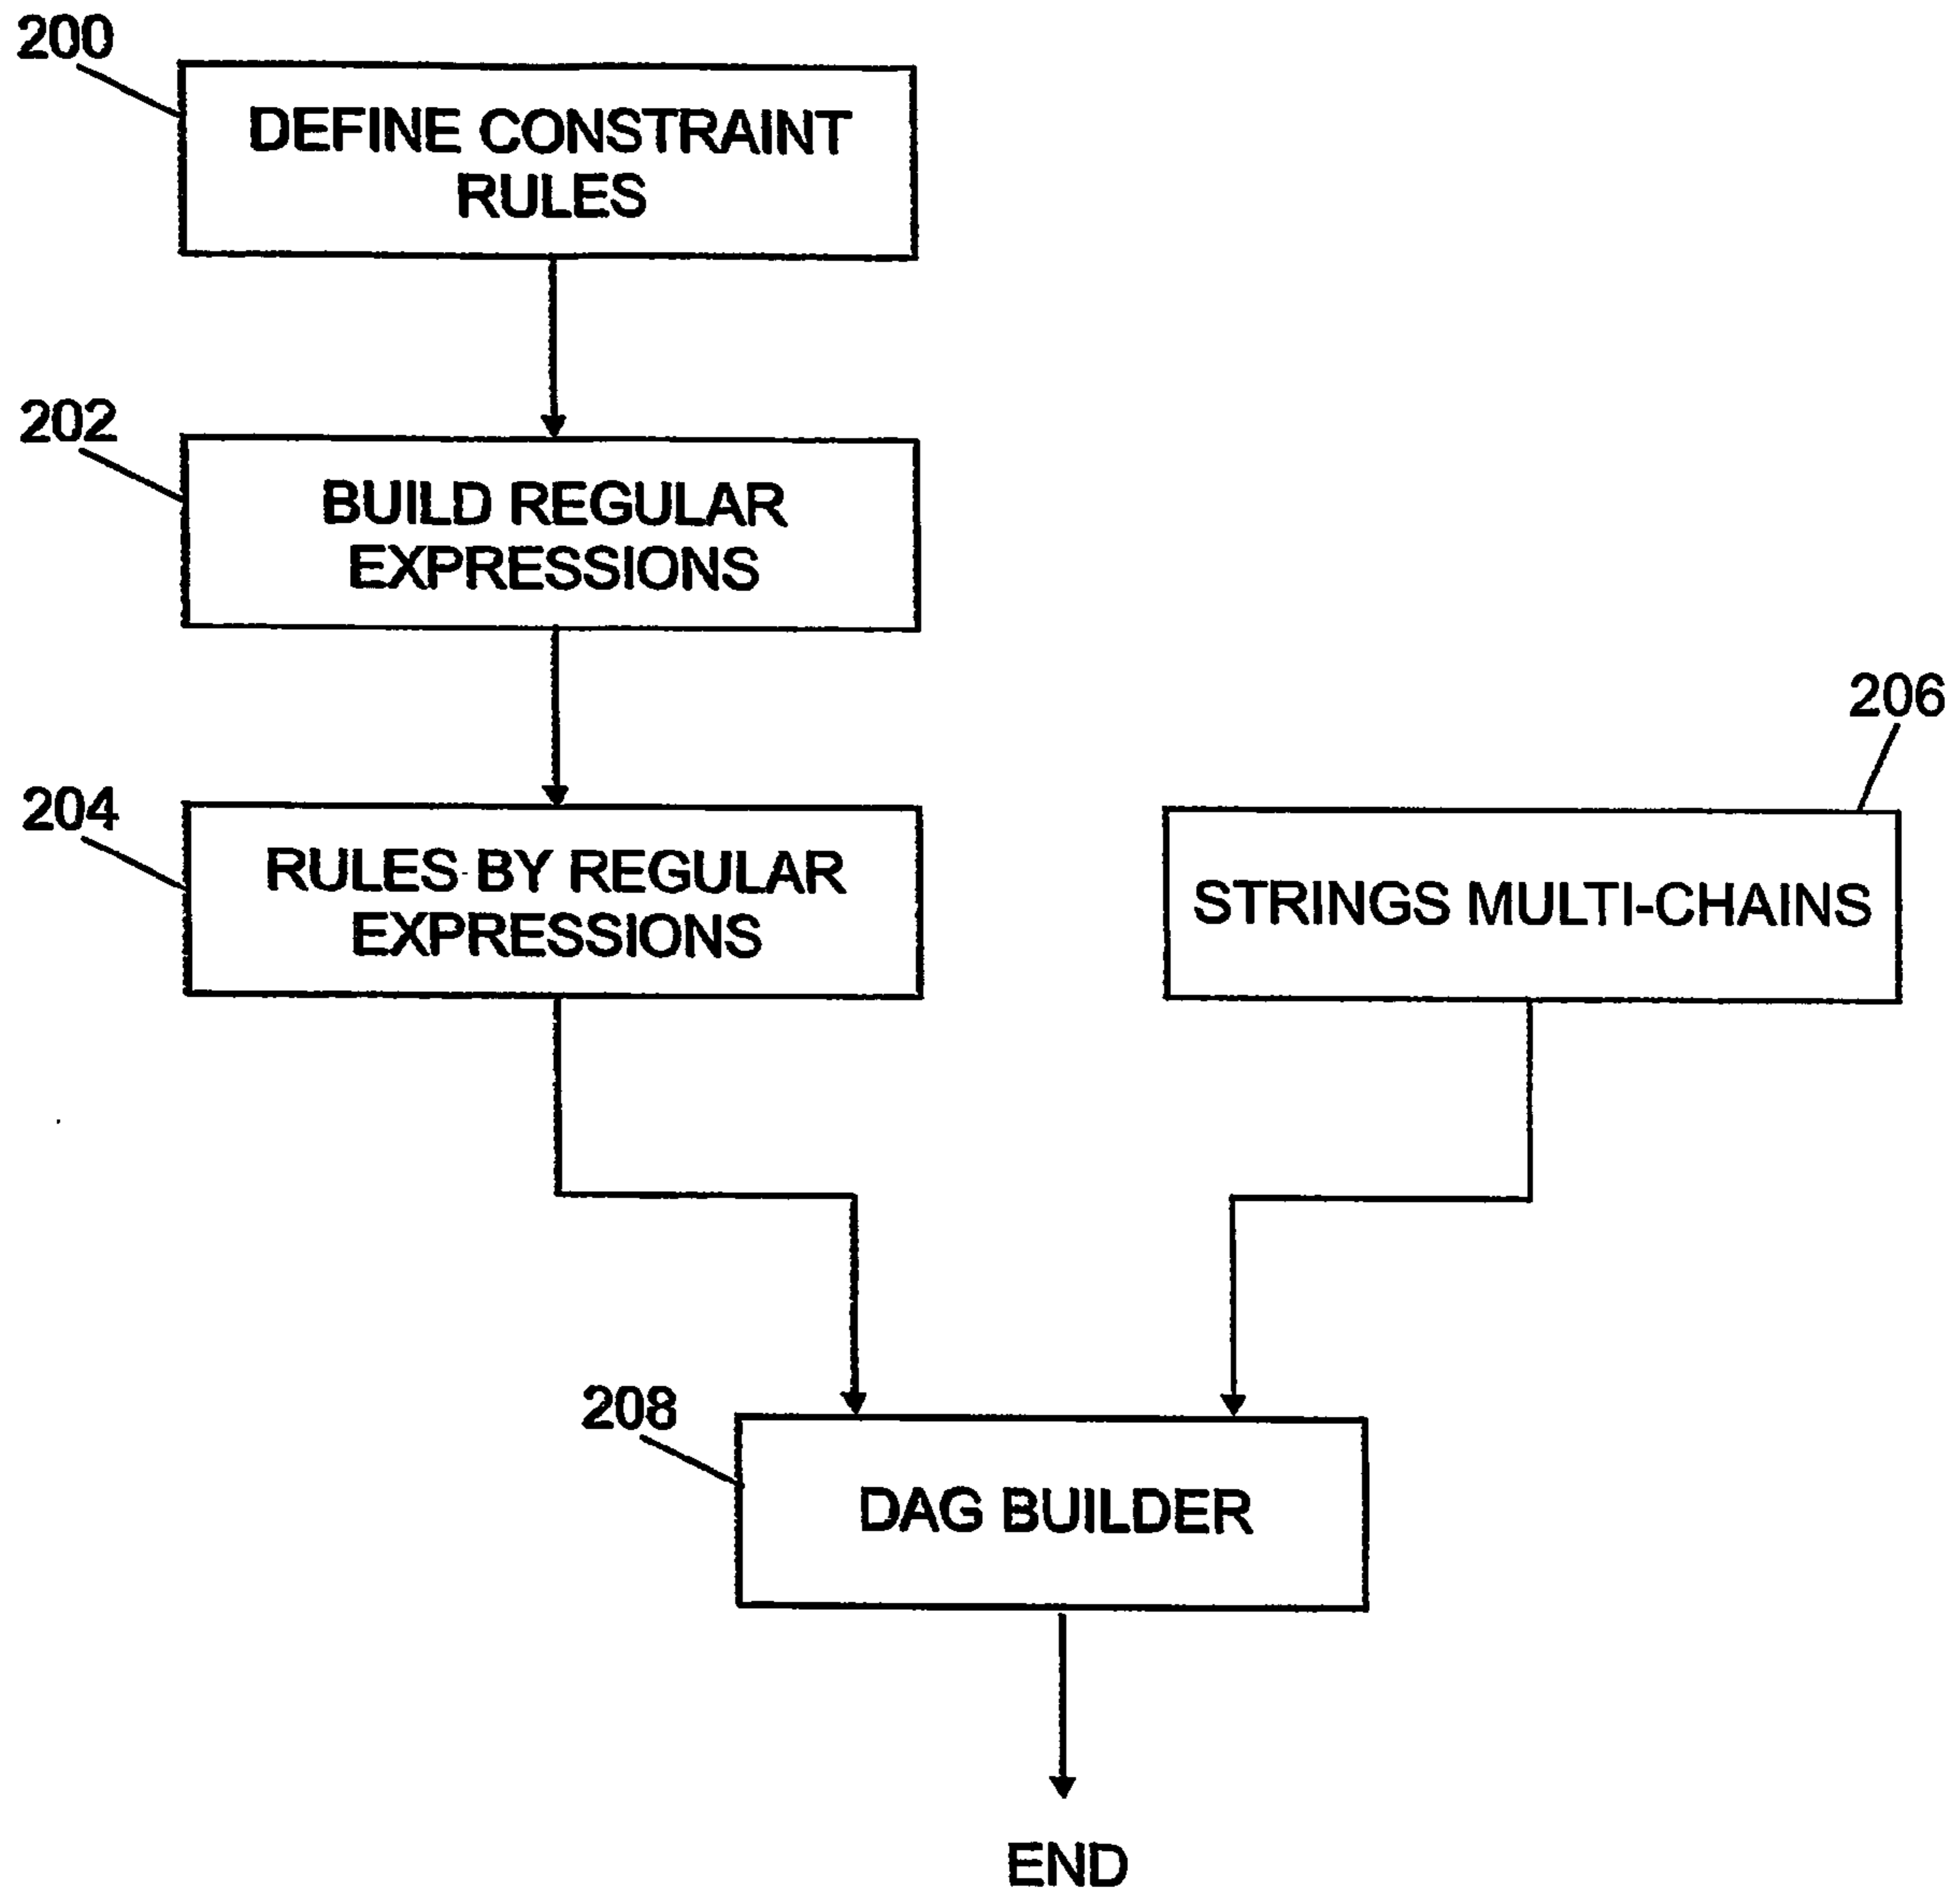 200
DEFINE CONSTRAINT
RULES
202
BUILD REGULAR
EXPRESSIONS
206
204
RULES BY REGULAR
EXPRESSIONS
STRINGS MULTI-CHAINS
208
DAG BUILDER
END